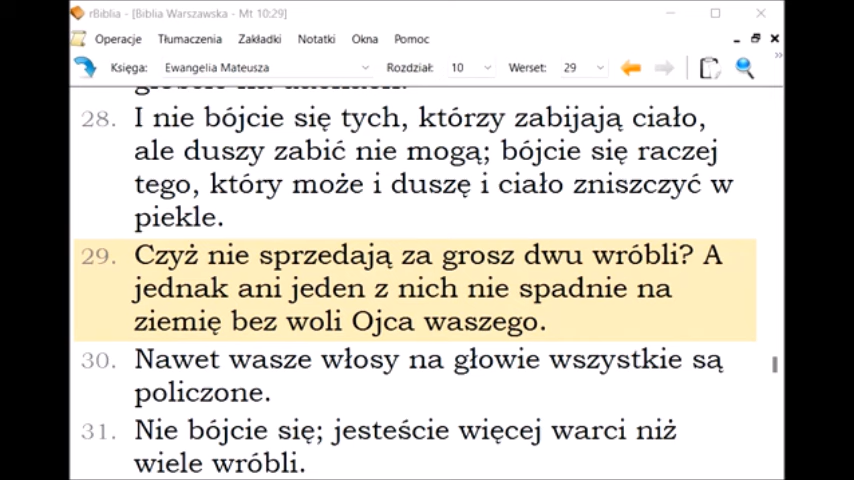 rBiblia - [Biblia Warszawska - Mt 10:29]
Operacje Tłumaczenia Zakładki Notatki Okna Pomoc
Księga: Ewangelia Mateusza Rozdział: 10 Werset: 29
28. I nie bójcie się tych, którzy zabijają ciało,
ale duszy zabić nie mogą; bójcie się raczej
tego, który może i duszę i ciało zniszczyć w
piekle.
29. Czyż nie sprzedają za grosz dwu wróbli? A
jednak ani jeden z nich nie spadnie na
ziemię bez woli Ojca waszego.
30. Nawet wasze włosy na głowie wszystkie są
policzone.
31. Nie bójcie się; jesteście więcej warci niż
wiele wróbli.